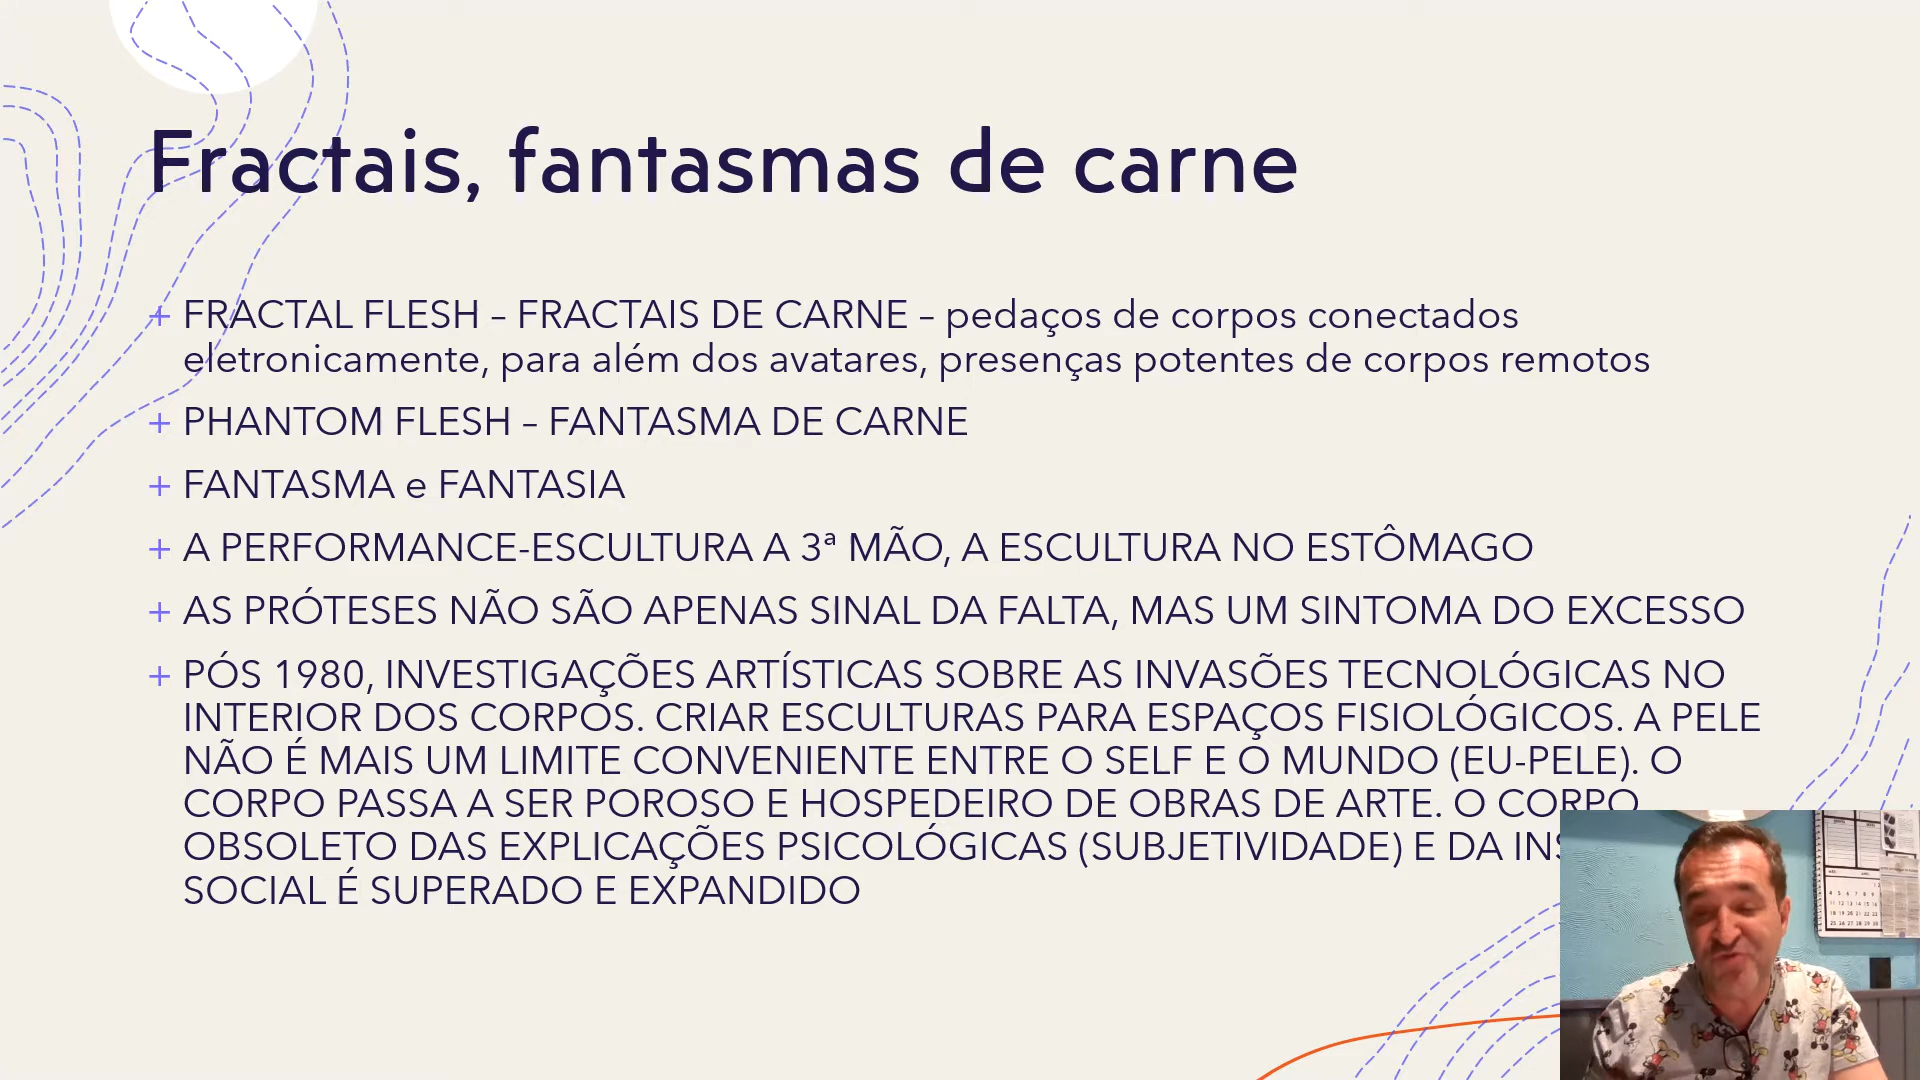 Fractais, fantasmas de carne
+ FRACTAL FLESH – FRACTAIS DE CARNE – pedaços de corpos conectados
eletronicamente, para além dos avatares, presenças potentes de corpos remotos
+ PHANTOM FLESH – FANTASMA DE CARNE
+ FANTASMA e FANTASIA
+ A PERFORMANCE-ESCULTURA A 3ª MÃO, A ESCULTURA NO ESTÔMAGO
+ AS PRÓTESES NÃO SÃO APENAS SINAL DA FALTA, MAS UM SINTOMA DO EXCESSO
+ PÓS 1980, INVESTIGAÇÕES ARTÍSTICAS SOBRE AS INVASÕES TECNOLÓGICAS NO
INTERIOR DOS CORPOS. CRIAR ESCULTURAS PARA ESPAÇOS FISIOLÓGICOS. A PELE
NÃO É MAIS UM LIMITE CONVENIENTE ENTRE O SELF E O MUNDO (EU-PELE). O
CORPO PASSA A SER POROSO E HOSPEDEIRO DE OBRAS DE ARTE. O CORPO
OBSOLETO DAS EXPLICAÇÕES PSICOLÓGICAS (SUBJETIVIDADE) E DA
SOCIAL É SUPERADO E EXPANDIDO